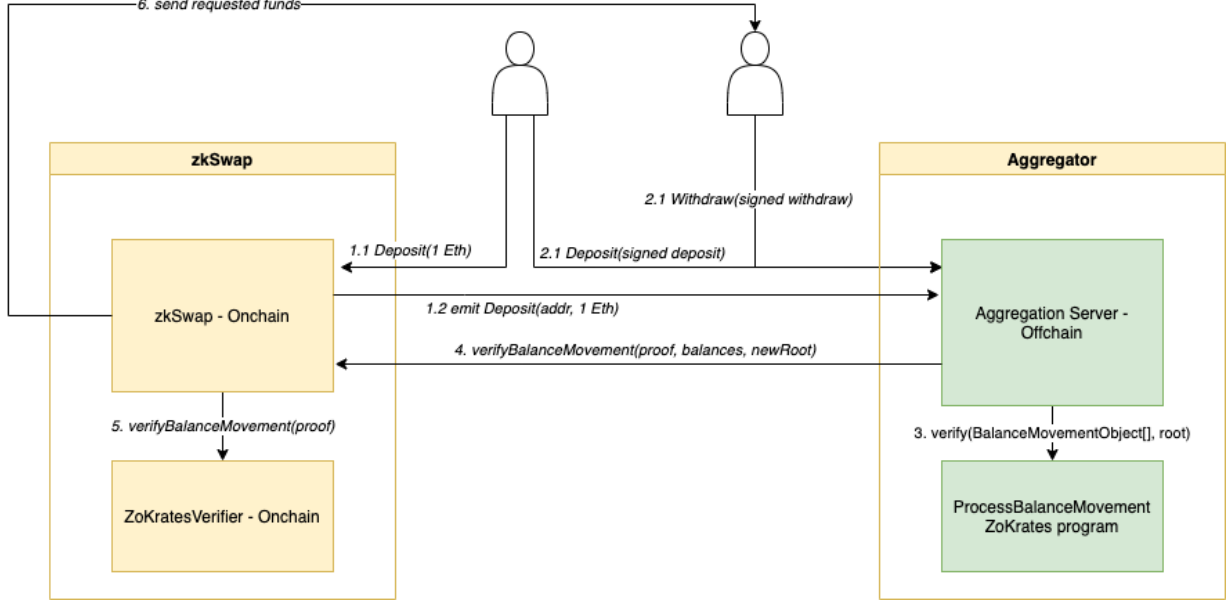 6. send requested funds
zkSwap
Aggregator
2.1 Withdraw(signed withdraw)
1.1 Deposit(1 Eth)
2.1 Deposit(signed deposit)
1.2 emit Deposit(addr, 1 Eth)
zkSwap - Onchain
Aggregation Server -
Offchain
4. verifyBalanceMovement(proof, balances, newRoot)
5. verifyBalanceMovement(proof)
3. verify(BalanceMovementObject[], root)
ZoKratesVerifier - Onchain
ProcessBalanceMovement
ZoKrates program